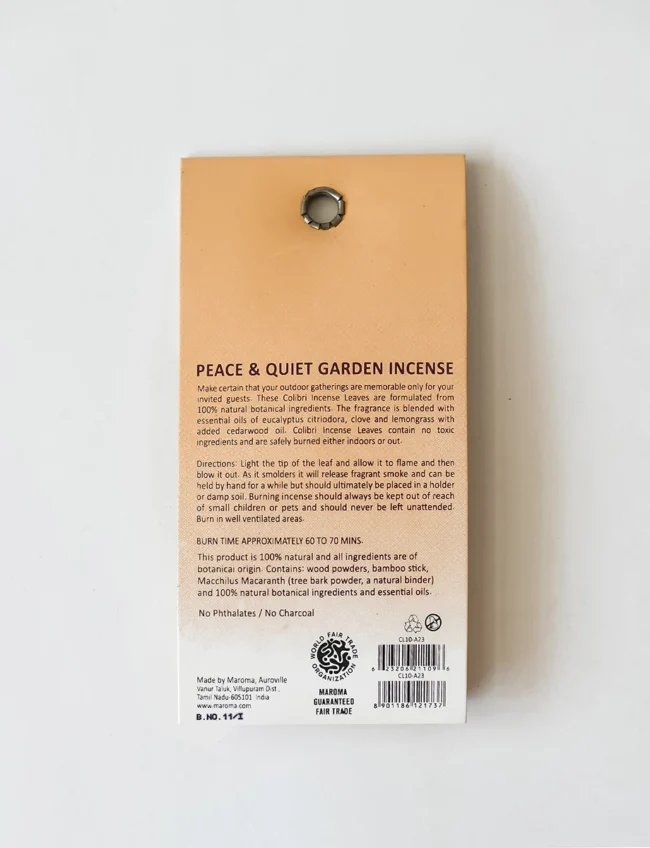 PEACE & QUIET GARDEN INCENSE
Make certain that your outdoor gatherings are memorable only for your
invited guests. These Colibri Incense Leaves are formulated from
100% natural botanical ingredients. The fragrance is blended with
essential oils of eucalyptus citriodora, clove and lemongrass with
added cedarwood oil. Colibri Incense Leaves contain no toxic
ingredients and are safely burned either indoors or out.
Directions: Light the tip of the leaf and allow it to flame and then
blow it out. As it smolders it will release fragrant smoke and can be
held by hand for a while but should ultimately be placed in a holder
or damp soil. Burning incense should always be kept out of reach
of small children or pets and should never be left unattended.
Burn in well ventilated areas.
BURN TIME APPROXIMATELY 60 TO 70 MINS.
This product is 100% natural and all ingredients are of
botanical origin. Contains: wood powders, bamboo stick,
Macchilus Macaranth (tree bark powder, a natural binder)
and 100% natural botanical ingredients and essential oils.
No Phthalates / No Charcoal
WORLD FAIR TRADE ORGANIZATION
MAROMA
GUARANTEED
FAIR TRADE
CL10-A23
6 23206 21109 6
CL10-A23
8 901186 121737
Made by Maroma, Auroville
Vanur Taluk, Villupuram Dist.,
Tamil Nadu 605101 India
www.maroma.com
B.NO.11/I